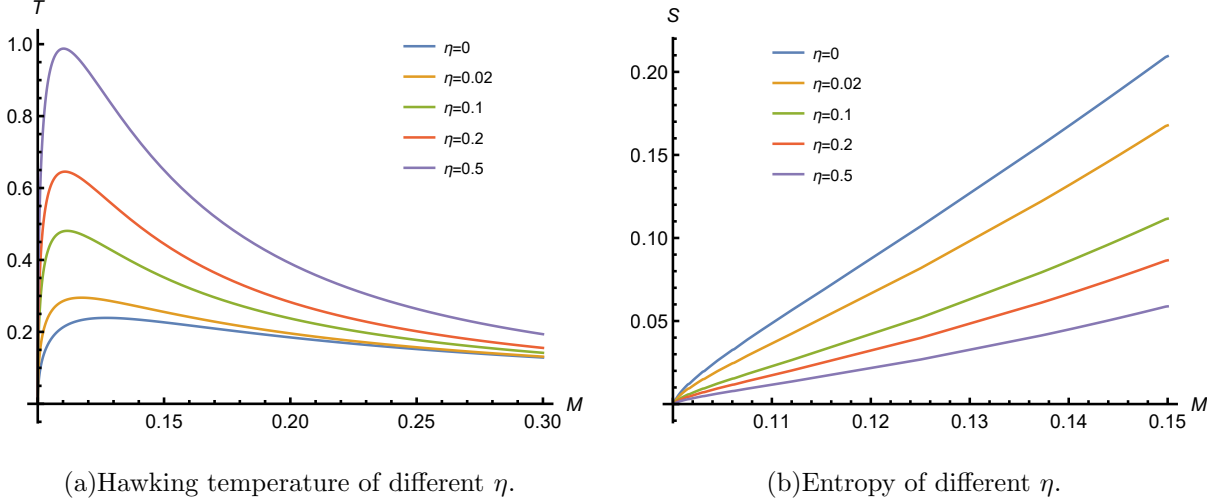 T
1.0
0.8
0.6
0.4
0.2
0.15
0.20
0.25
0.30
M
η=0
η=0.02
η=0.1
η=0.2
η=0.5
S
0.20
0.15
0.10
0.05
0.11
0.12
0.13
0.14
0.15
M
η=0
η=0.02
η=0.1
η=0.2
η=0.5
(a)Hawking temperature of different η.
(b)Entropy of different η.